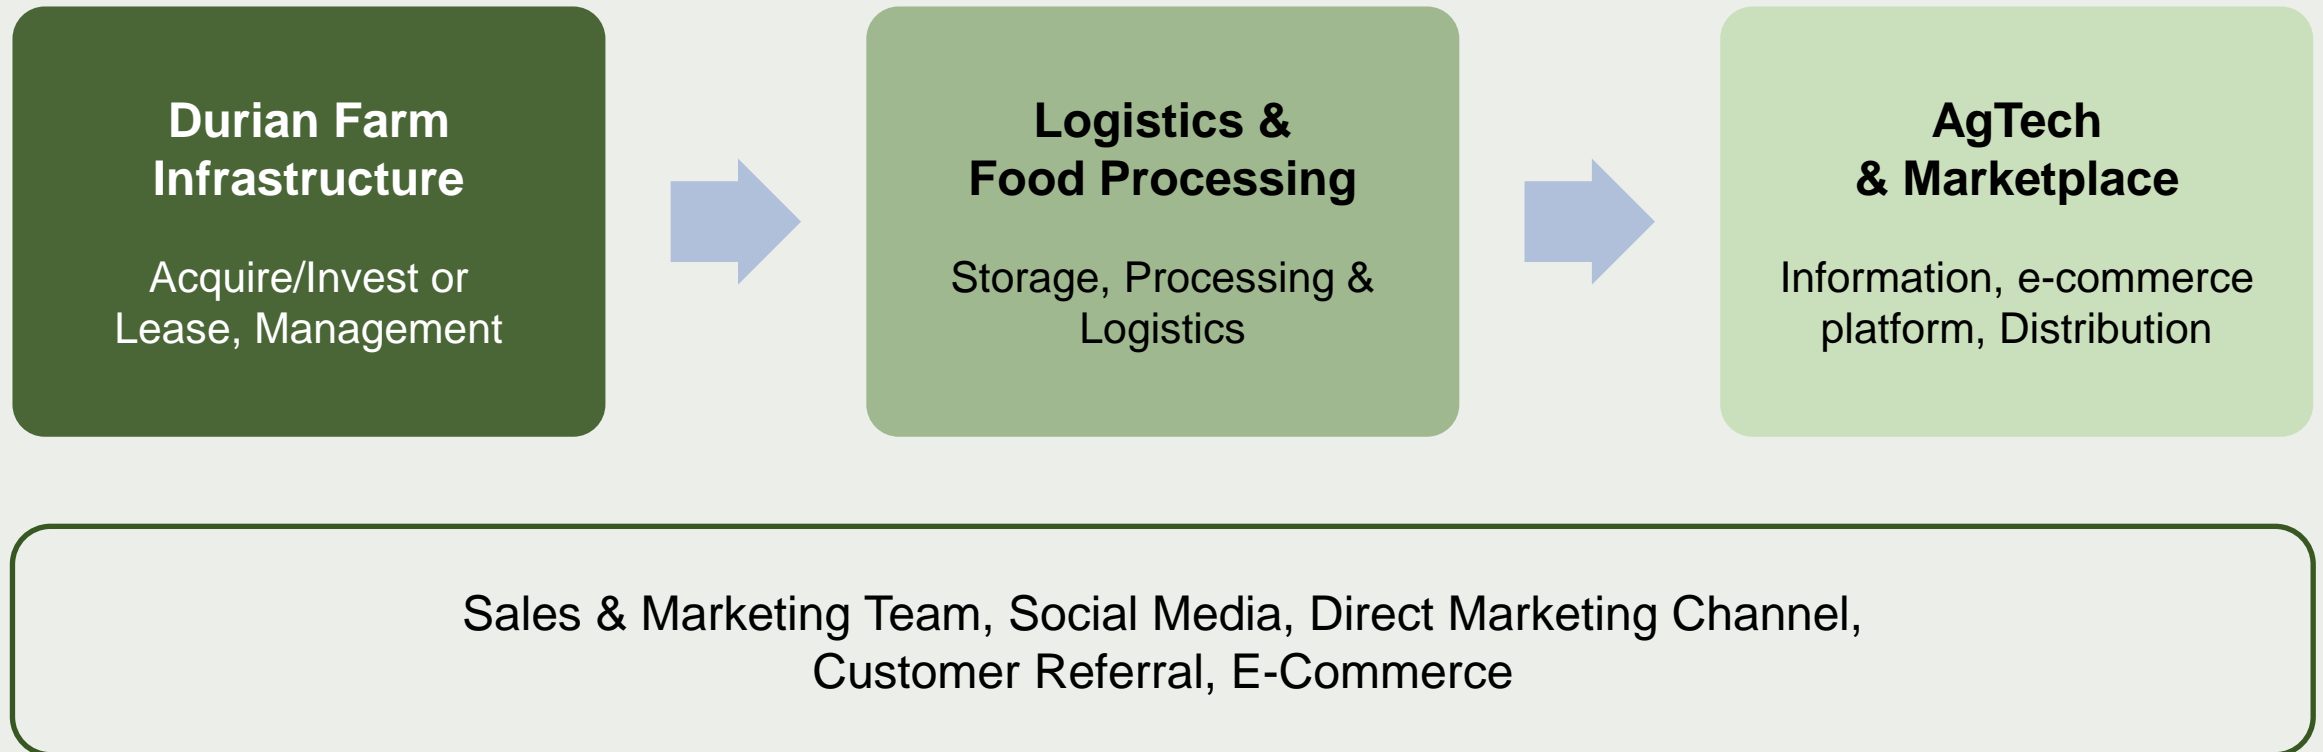 Durian Farm
Infrastructure
Acquire/Invest or
Lease, Management
Logistics &
Food Processing
Storage, Processing &
Logistics
AgTech
& Marketplace
Information, e-commerce
platform, Distribution
Sales & Marketing Team, Social Media, Direct Marketing Channel,
Customer Referral, E-Commerce